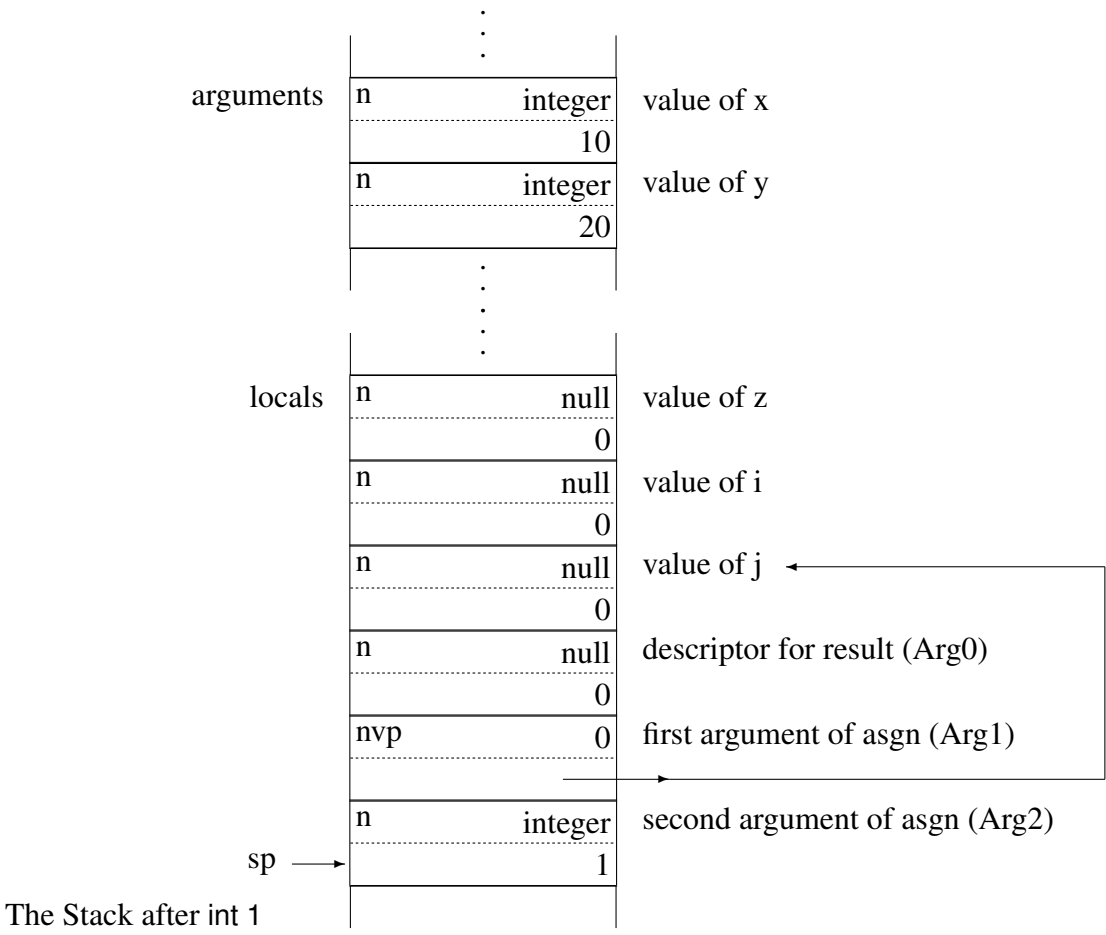 arguments n integer value of x
10
n integer value of y
20
locals n null value of z
0
n null value of i
0
n null value of j
0
n null descriptor for result (Arg0)
0
nvp 0 first argument of asgn (Arg1)
n integer second argument of asgn (Arg2)
sp 1
The Stack after int 1